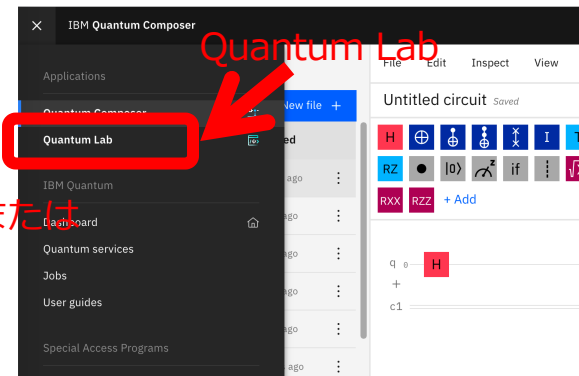 IBM Quantum Composer
Quantum Lab
Applications
Quantum Composer
Quantum Lab
IBM Quantum
または
Dashboard
Quantum services
Jobs
User guides
Special Access Programs
New file +
ed
ago
ago
ago
ago
ago
ago
File Edit Inspect View
Untitled circuit Saved
H I T
RZ |0⟩ z if
RXX RZZ + Add
q 0 H
+
c1